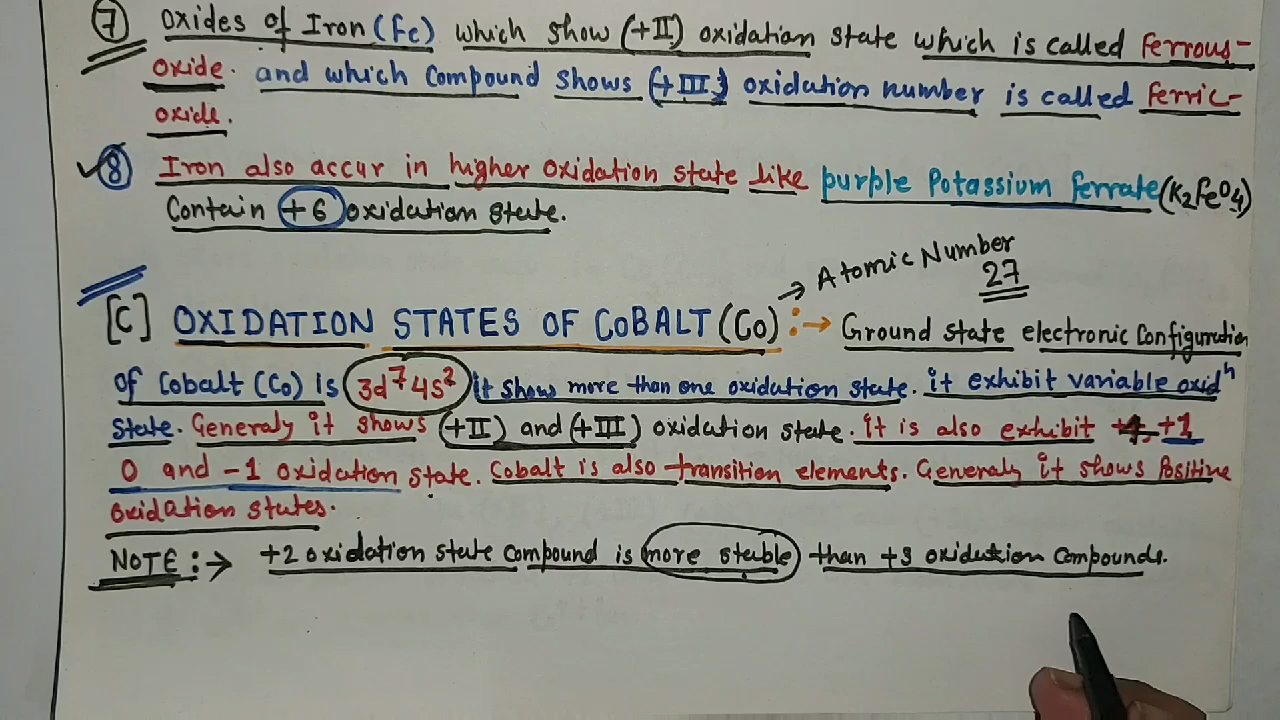 ⑦ Oxides of Iron (Fe) which show (+II) oxidation state which is called Ferrous-
oxide. and which compound shows (+III) oxidation number is called Ferric-
oxide.
⑧ Iron also accur in higher oxidation state like purple Potassium Ferrate (K2FeO4)
Contain +6 oxidation state.
→ Atomic Number
27
[C] OXIDATION STATES OF COBALT (Co) :→ Ground state electronic Configuration
of Cobalt (Co) is 3d⁷4s² it show more than one oxidation state. it exhibit variable oxidⁿ
state. Generaly it shows (+II) and (+III) oxidation state. it is also exhibit +1
0 and -1 oxidation state. Cobalt is also transition elements. Generaly it shows Positive
oxidation states.
NOTE :→ +2 oxidation state compound is more stable than +3 oxidation compounds.